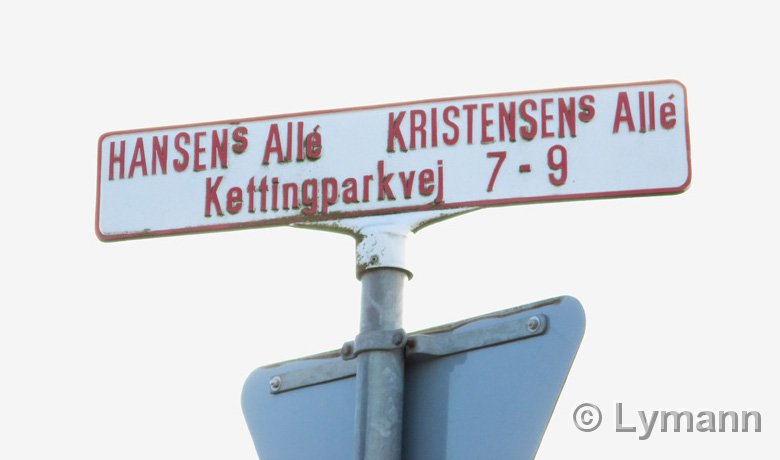 HANSENs Allé KRISTENSENs Allé
Kettingparkvej 7-9
© Lymann